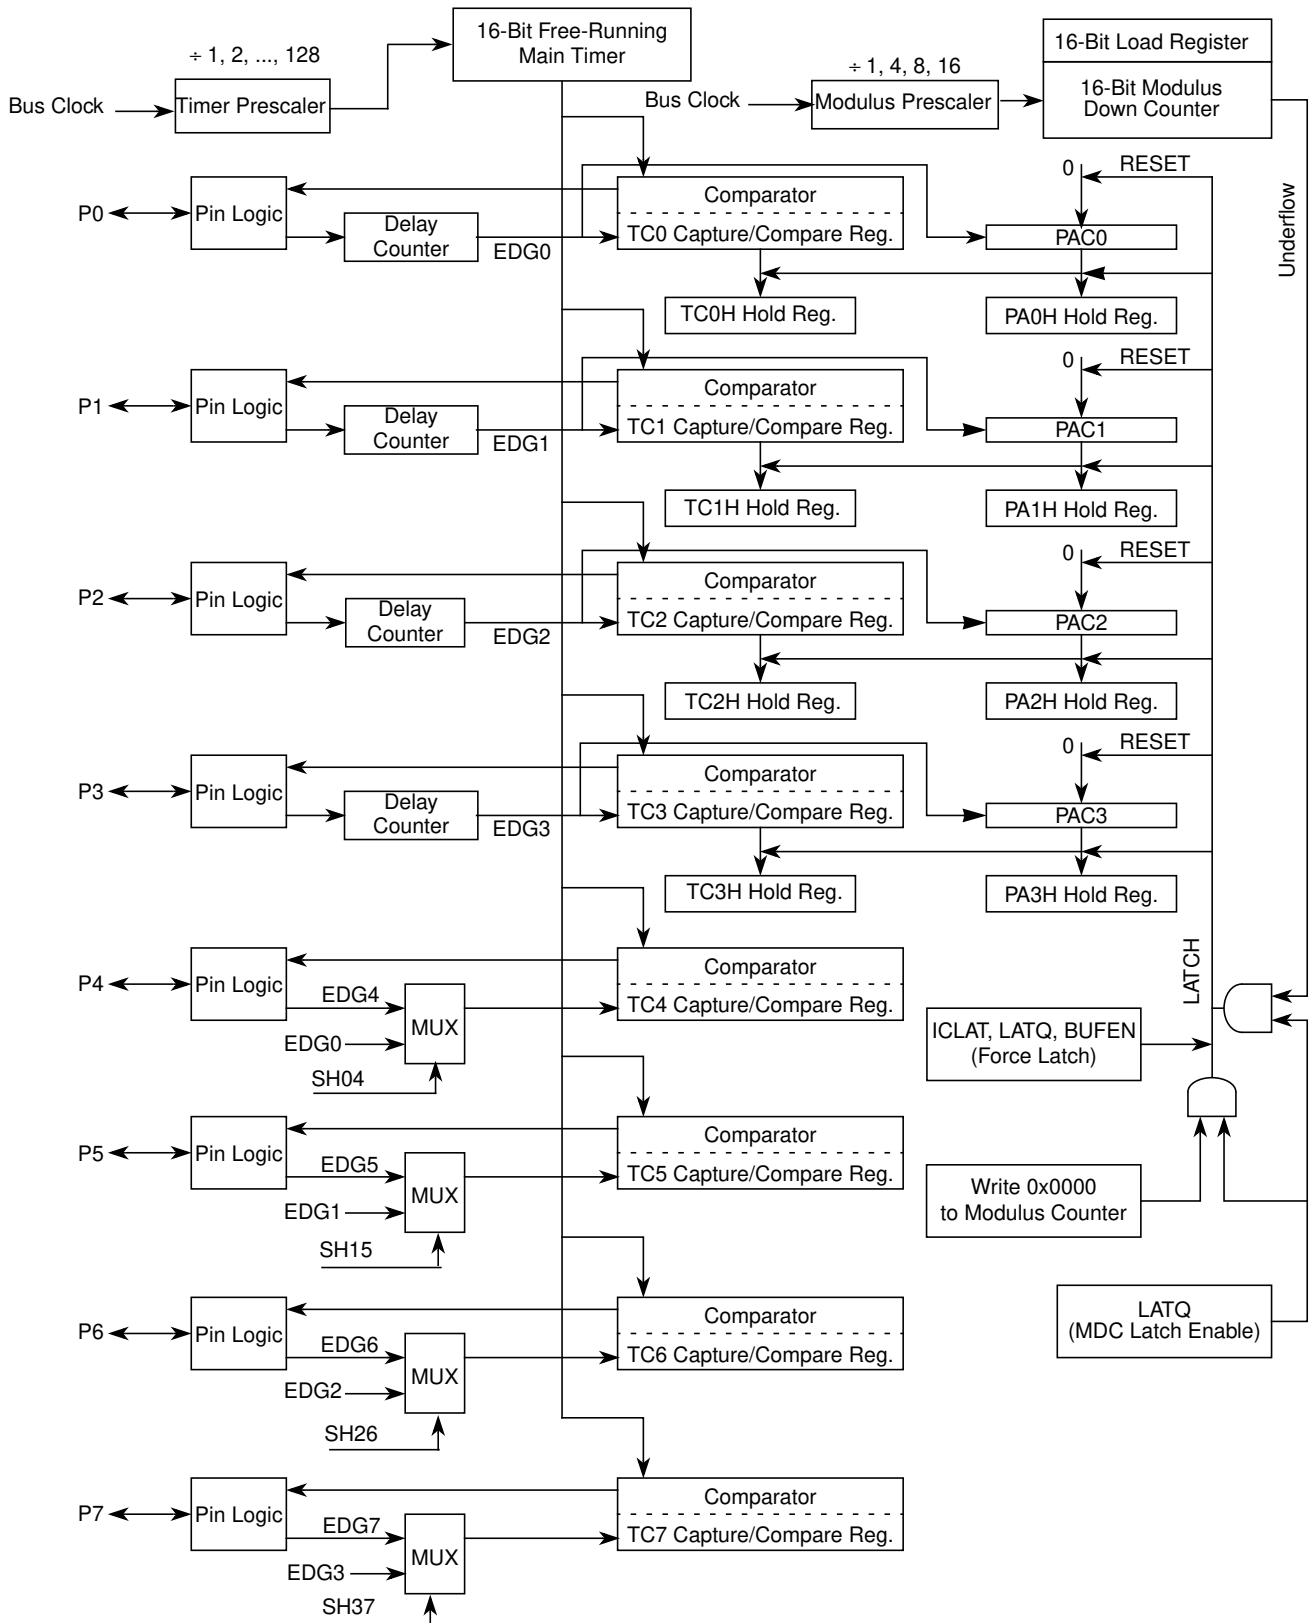 16-Bit Free-Running
Main Timer
÷ 1, 2, ..., 128
Bus Clock
Timer Prescaler
÷ 1, 4, 8, 16
Bus Clock
Modulus Prescaler
16-Bit Load Register
16-Bit Modulus
Down Counter
Underflow
P0
Pin Logic
Delay
Counter
EDG0
Comparator
TC0 Capture/Compare Reg.
0
RESET
PAC0
TC0H Hold Reg.
PA0H Hold Reg.
P1
Pin Logic
Delay
Counter
EDG1
Comparator
TC1 Capture/Compare Reg.
0
RESET
PAC1
TC1H Hold Reg.
PA1H Hold Reg.
P2
Pin Logic
Delay
Counter
EDG2
Comparator
TC2 Capture/Compare Reg.
0
RESET
PAC2
TC2H Hold Reg.
PA2H Hold Reg.
P3
Pin Logic
Delay
Counter
EDG3
Comparator
TC3 Capture/Compare Reg.
0
RESET
PAC3
TC3H Hold Reg.
PA3H Hold Reg.
LATCH
P4
Pin Logic
EDG4
EDG0
MUX
SH04
Comparator
TC4 Capture/Compare Reg.
ICLAT, LATQ, BUFEN
(Force Latch)
P5
Pin Logic
EDG5
EDG1
MUX
SH15
Comparator
TC5 Capture/Compare Reg.
Write 0x0000
to Modulus Counter
P6
Pin Logic
EDG6
EDG2
MUX
SH26
Comparator
TC6 Capture/Compare Reg.
LATQ
(MDC Latch Enable)
P7
Pin Logic
EDG7
EDG3
MUX
SH37
Comparator
TC7 Capture/Compare Reg.